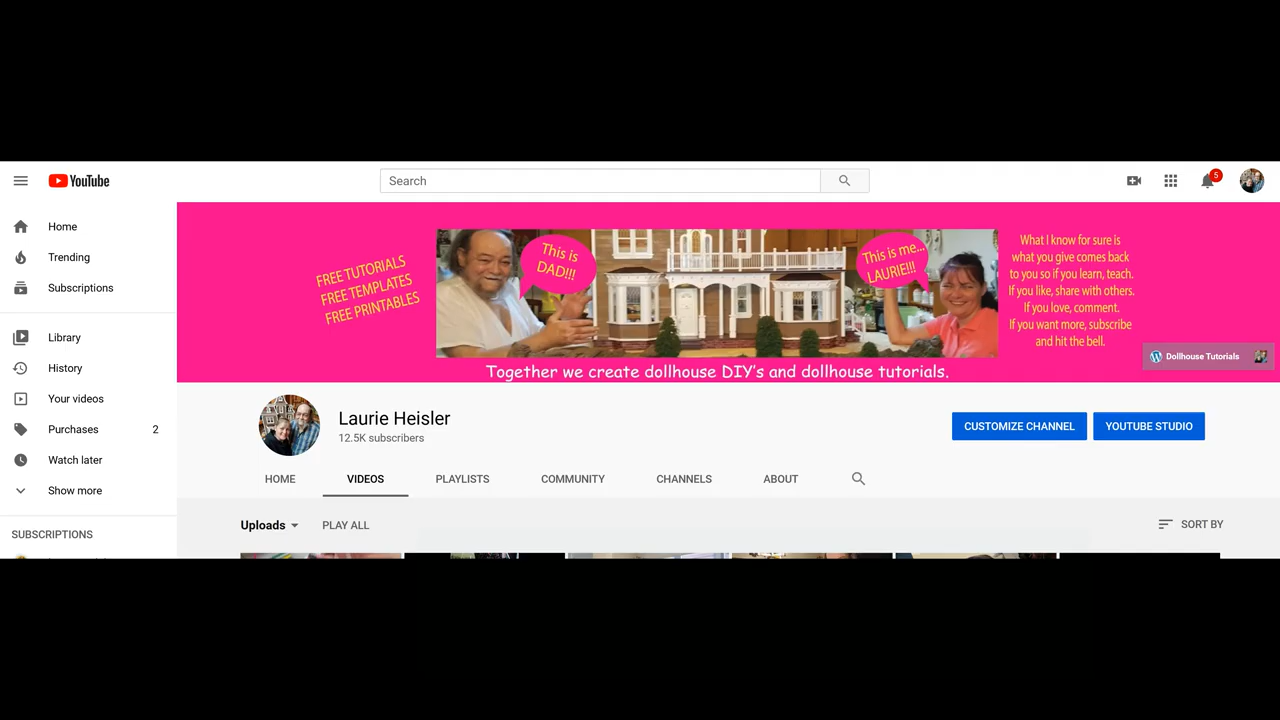 YouTube
Search
5
Home
Trending
Subscriptions
Library
History
Your videos
Purchases 2
Watch later
Show more
SUBSCRIPTIONS
FREE TUTORIALS
FREE TEMPLATES
FREE PRINTABLES
This is
DAD!!!
This is me...
LAURIE!!!
What I know for sure is
what you give comes back
to you so if you learn, teach.
If you like, share with others.
If you love, comment.
If you want more, subscribe
and hit the bell.
Dollhouse Tutorials
Together we create dollhouse DIY's and dollhouse tutorials.
Laurie Heisler
12.5K subscribers
CUSTOMIZE CHANNEL YOUTUBE STUDIO
HOME VIDEOS PLAYLISTS COMMUNITY CHANNELS ABOUT
Uploads PLAY ALL SORT BY